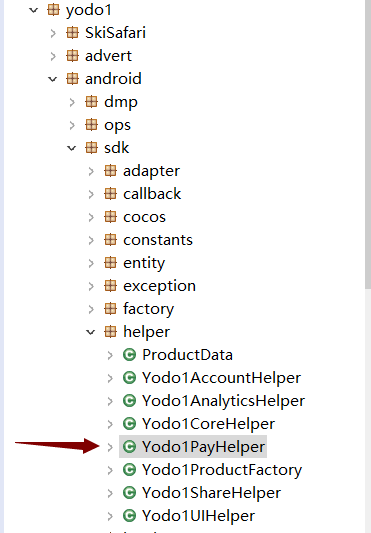 yodo1
SkiSafari
advert
android
dmp
ops
sdk
adapter
callback
cocos
constants
entity
exception
factory
helper
ProductData
Yodo1AccountHelper
Yodo1AnalyticsHelper
Yodo1CoreHelper
Yodo1PayHelper
Yodo1ProductFactory
Yodo1ShareHelper
Yodo1UIHelper